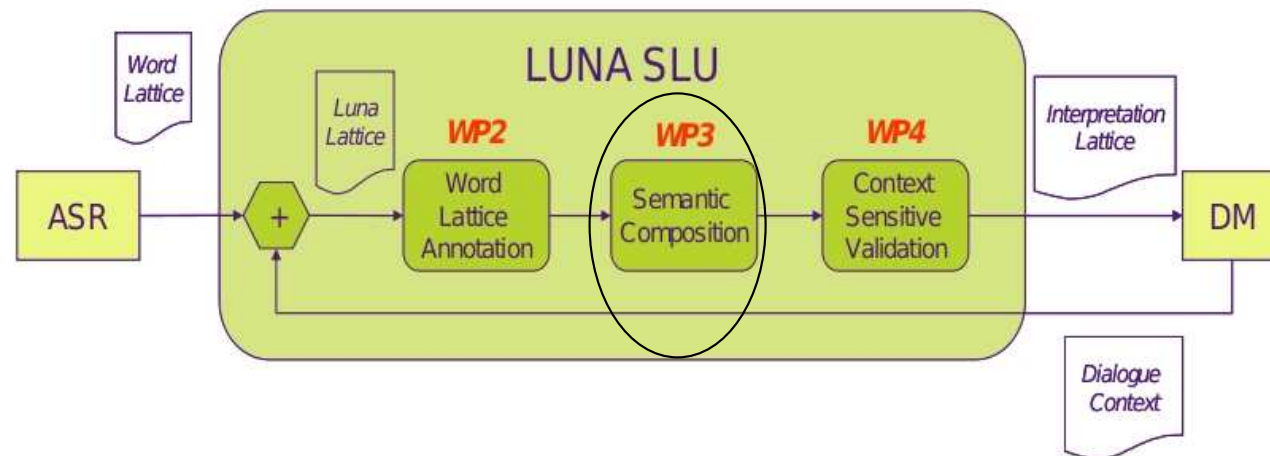 LUNA SLU
Word
Lattice
Luna
Lattice
WP2
WP3
WP4
Interpretation
Lattice
ASR
+
Word
Lattice
Annotation
Semantic
Composition
Context
Sensitive
Validation
DM
Dialogue
Context